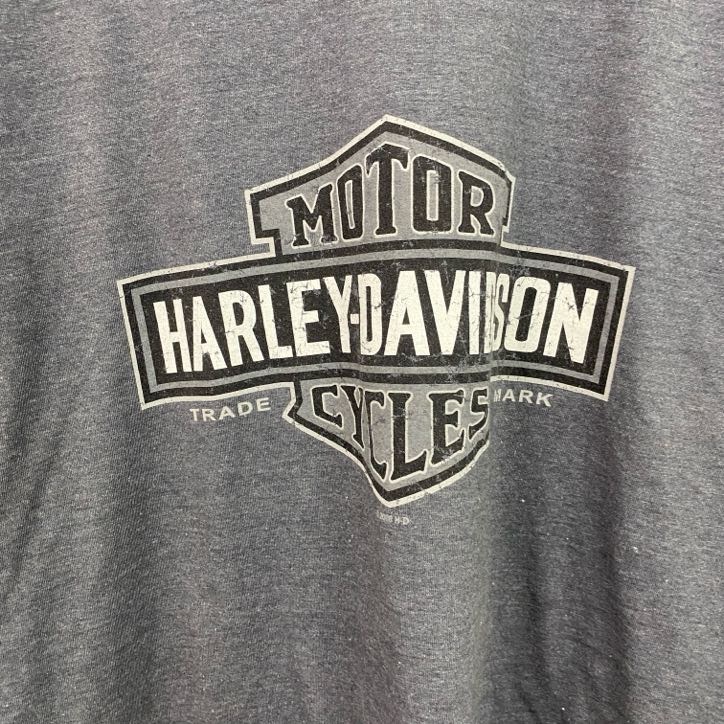 MOTOR
HARLEY-DAVIDSON
TRADE MARK
CYCLES
H-D